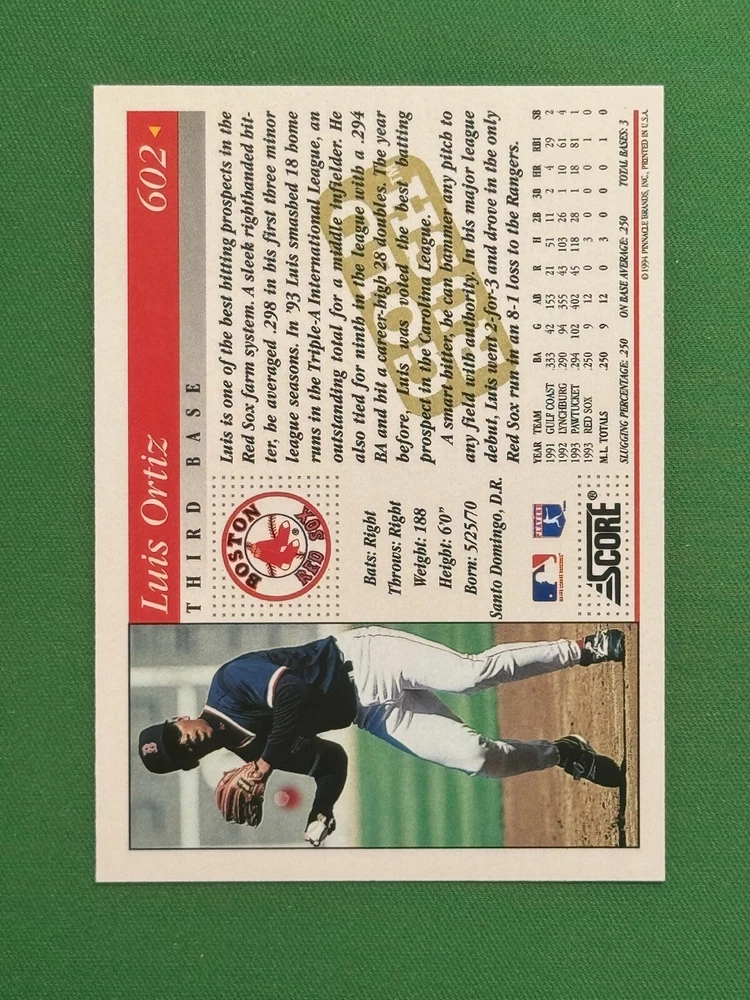 Luis Ortiz 602
THIRD BASE
BOSTON
RED SOX
®
Bats: Right
Throws: Right
Weight: 188
Height: 6'0"
Born: 5/25/70
Santo Domingo, D.R.
SCORE®
Luis is one of the best hitting prospects in the
Red Sox farm system. A sleek righthanded hit-
ter, he averaged .298 in his first three minor
league seasons. In '93 Luis smashed 18 home
runs in the Triple-A International League, an
outstanding total for a middle infielder. He
also tied for ninth in the league with a .294
BA and hit a career-high 28 doubles. The year
before, Luis was voted the best batting
prospect in the Carolina League.
A smart hitter, he can hammer any pitch to
any field with authority. In his major league
debut, Luis went 2-for-3 and drove in the only
Red Sox run in an 8-1 loss to the Rangers.
YEAR TEAM BA G AB R H 2B 3B HR RBI SB
1991 GULF COAST .333 42 153 21 51 11 2 4 29 2
1992 LYNCHBURG .290 94 355 43 103 26 1 10 61 4
1993 PAWTUCKET .294 102 402 45 118 28 1 18 81 1
1993 RED SOX .250 9 12 0 3 0 0 0 1 0
M.L. TOTALS .250 9 12 0 3 0 0 0 1 0
SLUGGING PERCENTAGE: .250 ON BASE AVERAGE: .250 TOTAL BASES: 3
©1994 PINNACLE BRANDS, INC., PRINTED IN U.S.A.